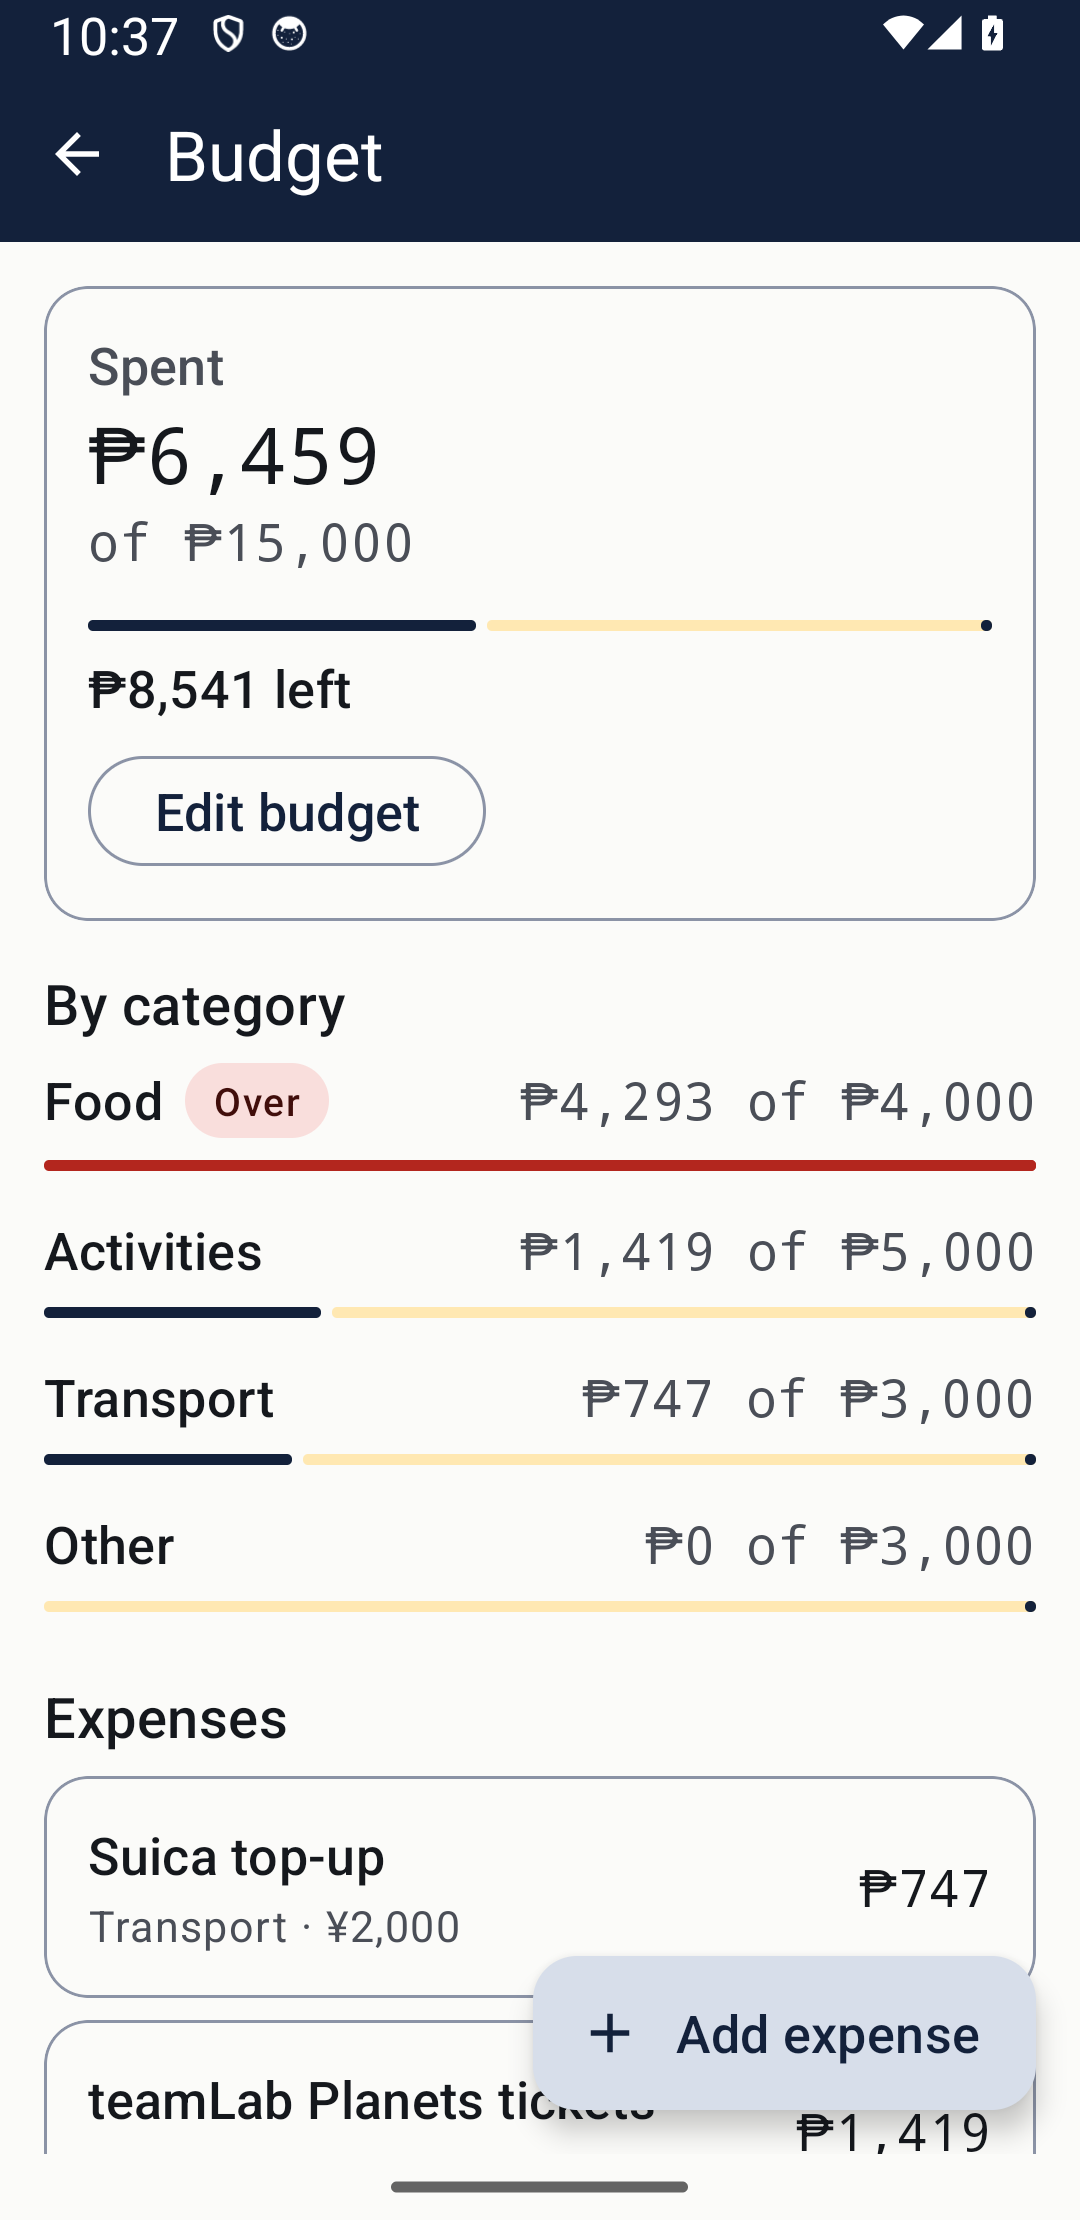 10:37
Budget
Spent
₱6,459
of ₱15,000
₱8,541 left
Edit budget
By category
Food Over ₱4,293 of ₱4,000
Activities ₱1,419 of ₱5,000
Transport ₱747 of ₱3,000
Other ₱0 of ₱3,000
Expenses
Suica top-up
₱747
Transport · ¥2,000
+ Add expense
teamLab Planets tickets
₱1,419